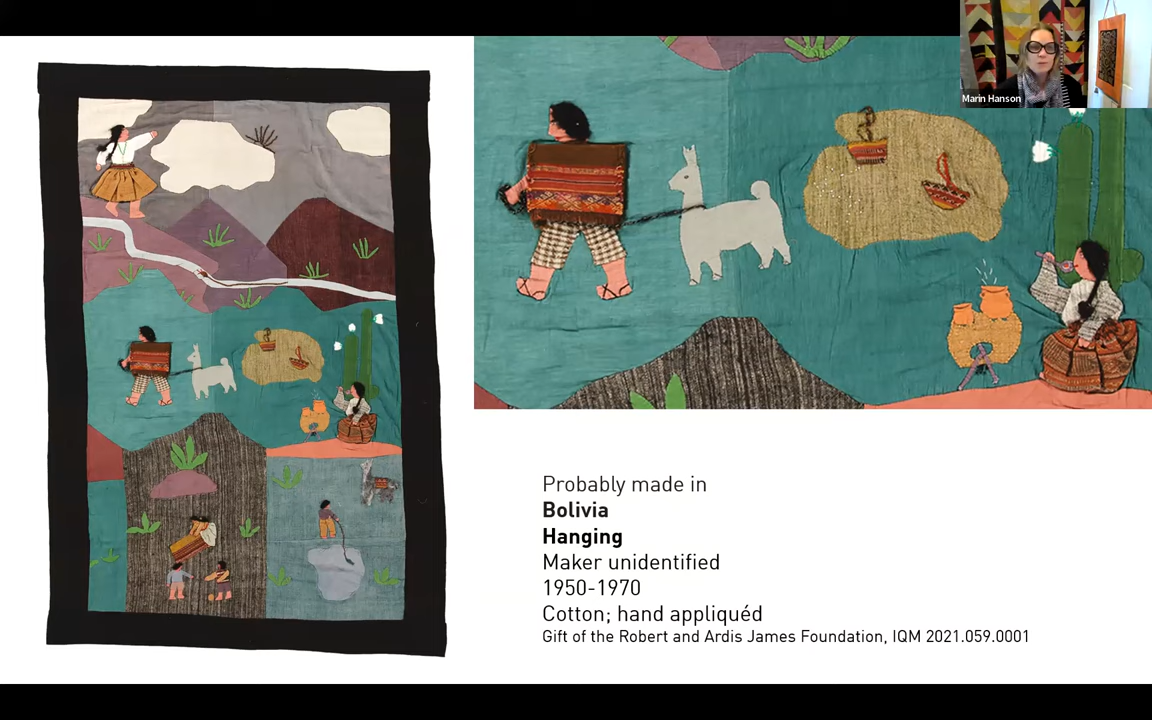 Marin Hanson
Probably made in
Bolivia
Hanging
Maker unidentified
1950-1970
Cotton; hand appliquéd
Gift of the Robert and Ardis James Foundation, IQM 2021.059.0001